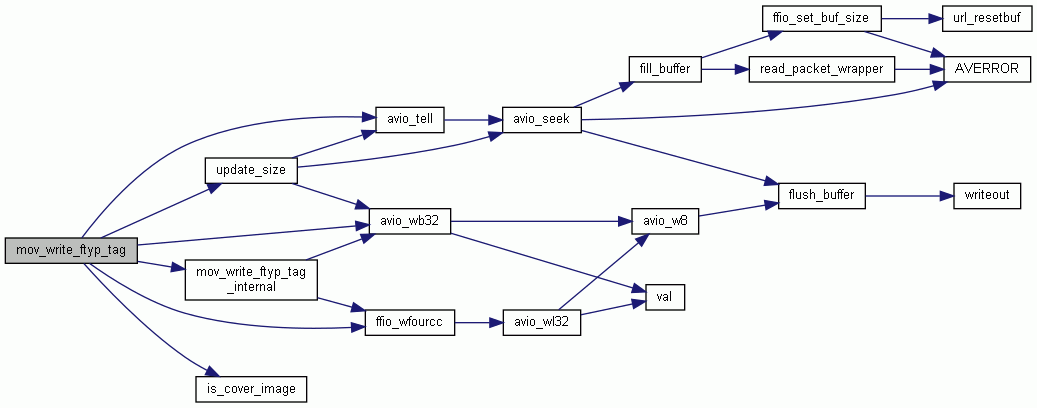 ffio_set_buf_size
url_resetbuf
fill_buffer
read_packet_wrapper
AVERROR
avio_tell
avio_seek
update_size
flush_buffer
writeout
avio_wb32
avio_w8
mov_write_ftyp_tag
mov_write_ftyp_tag
_internal
val
ffio_wfourcc
avio_wl32
is_cover_image